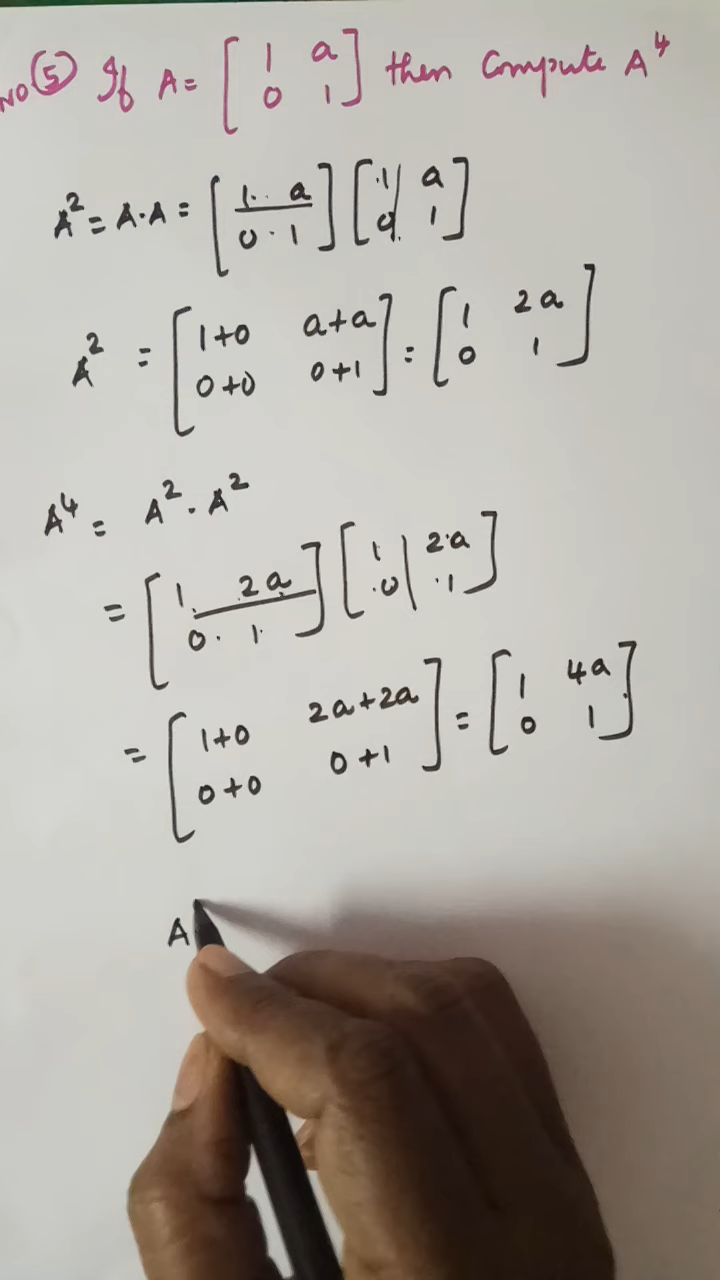 NO (5) If A = [ 1 a 0 1 ] then Compute A⁴
A² = A·A = [ 1 a 0 1 ] [ 1 a 0 1 ]
A² = [ 1+0 a+a 0+0 0+1 ] = [ 1 2a 0 1 ]
A⁴ = A² · A²
= [ 1 2a 0 1 ] [ 1 2a 0 1 ]
= [ 1+0 2a+2a 0+0 0+1 ] = [ 1 4a 0 1 ]
A